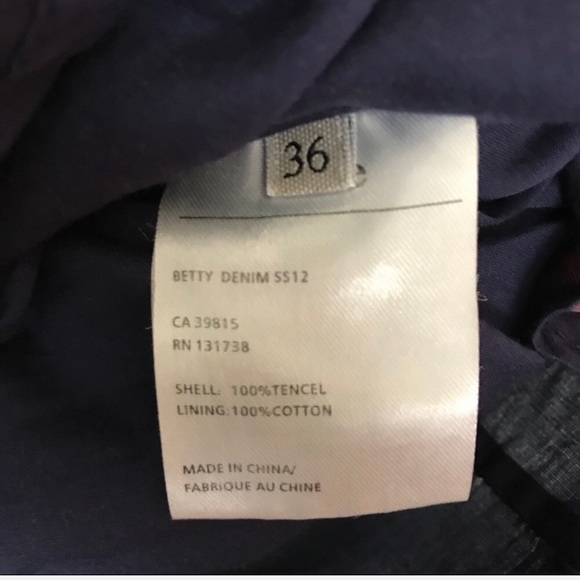 36
BETTY DENIM SS12
CA 39815
RN 131738
SHELL: 100%TENCEL
LINING:100%COTTON
MADE IN CHINA/
FABRIQUE AU CHINE